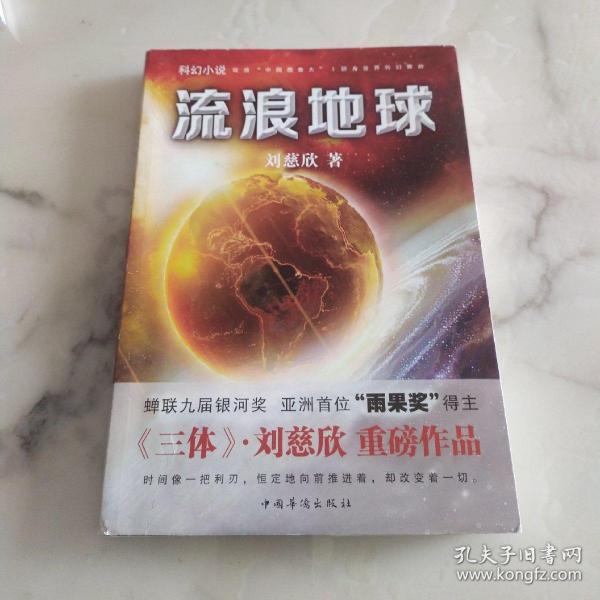 科幻小说
流浪地球
刘慈欣 著
蝉联九届银河奖 亚洲首位“雨果奖”得主
《三体》·刘慈欣 重磅作品
时间像一把利刃，恒定地向前推进着，却改变着一切。
中国华侨出版社
孔夫子旧书网
www.kongfz.com